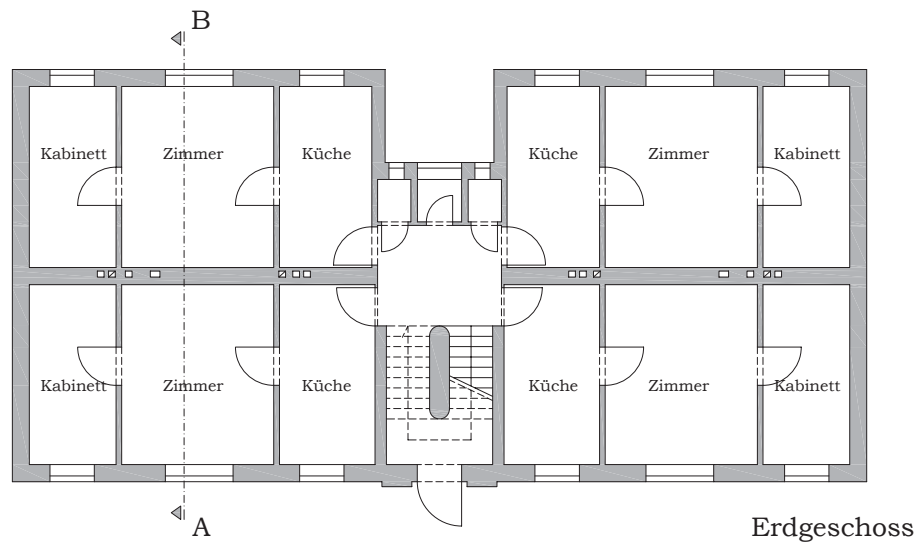 B
Kabinett Zimmer Küche Küche Zimmer Kabinett
Kabinett Zimmer Küche Küche Zimmer Kabinett
A
Erdgeschoss